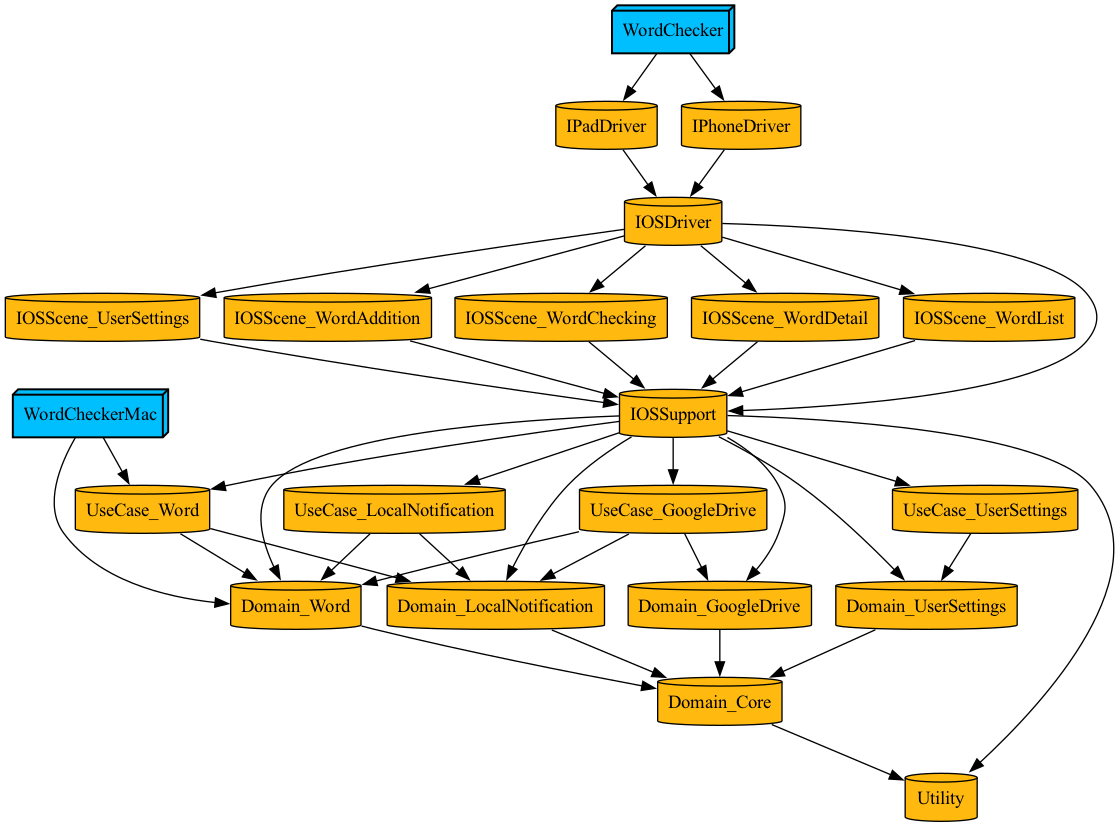 WordChecker
IPadDriver
IPhoneDriver
IOSDriver
IOSScene_UserSettings
IOSScene_WordAddition
IOSScene_WordChecking
IOSScene_WordDetail
IOSScene_WordList
WordCheckerMac
IOSSupport
UseCase_Word
UseCase_LocalNotification
UseCase_GoogleDrive
UseCase_UserSettings
Domain_Word
Domain_LocalNotification
Domain_GoogleDrive
Domain_UserSettings
Domain_Core
Utility